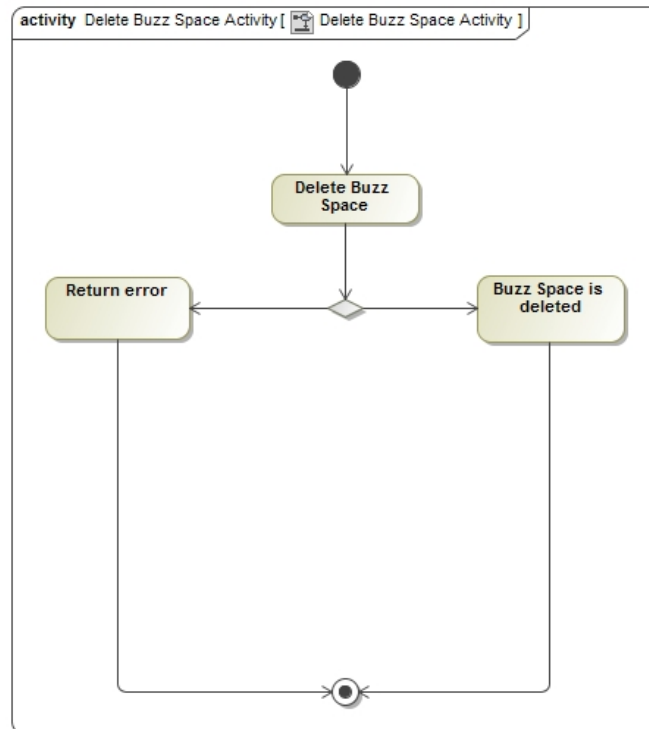 activity Delete Buzz Space Activity [ Delete Buzz Space Activity ]
Delete Buzz
Space
Return error
Buzz Space is
deleted